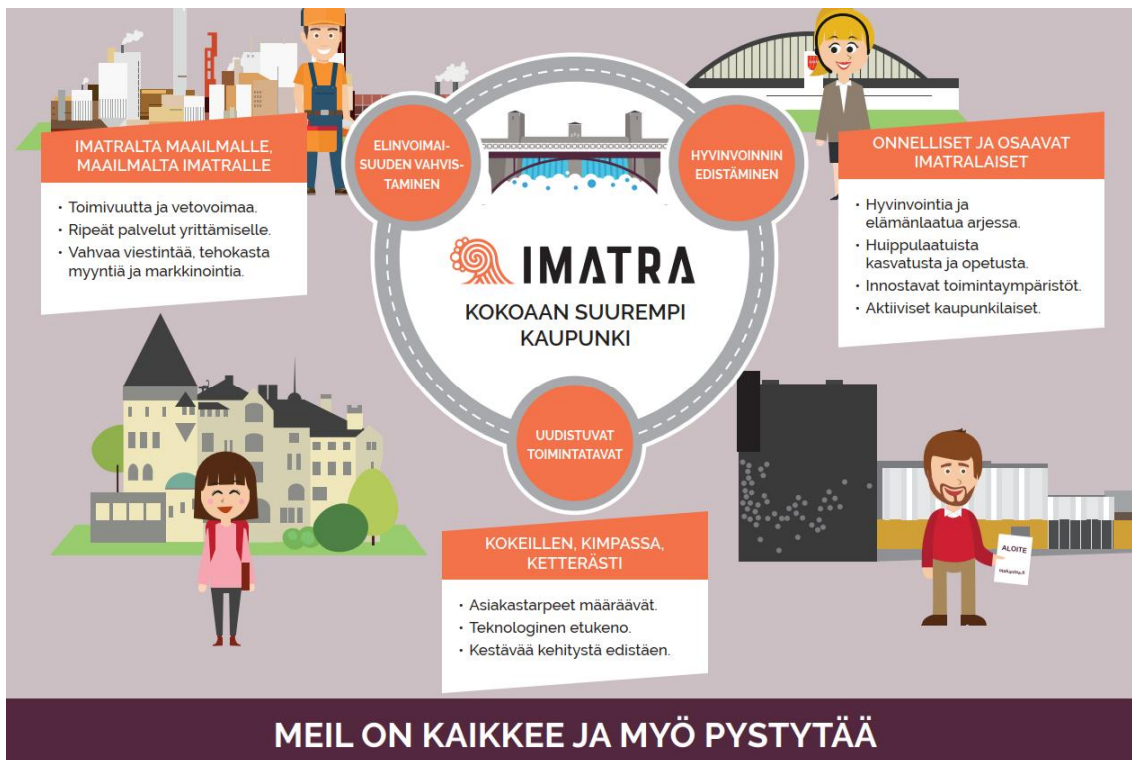 IMATRALTA MAAILMALLE,
MAAILMALTA IMATRALLE
• Toimivuutta ja vetovoimaa.
• Ripeät palvelut yrittämiselle.
• Vahvaa viestintää, tehokasta
myyntiä ja markkinointia.
ELINVOIMAI-
SUUDEN VAHVIS-
TAMINEN
HYVINVOINNIN
EDISTÄMINEN
IMATRA
KOKOAAN SUUREMPI
KAUPUNKI
UUDISTUVAT
TOIMINTATAVAT
ONNELLISET JA OSAAVAT
IMATRALAISET
• Hyvinvointia ja
elämänlaatua arjessa.
• Huippulaatuista
kasvatusta ja opetusta.
• Innostavat toimintaympäristöt.
• Aktiiviset kaupunkilaiset.
KOKEILLEN, KIMPASSA,
KETTERÄSTI
• Asiakastarpeet määräävät.
• Teknologinen etukeno.
• Kestävää kehitystä edistäen.
ALOITE
MEIL ON KAIKKEE JA MYÖ PYSTYTÄÄ